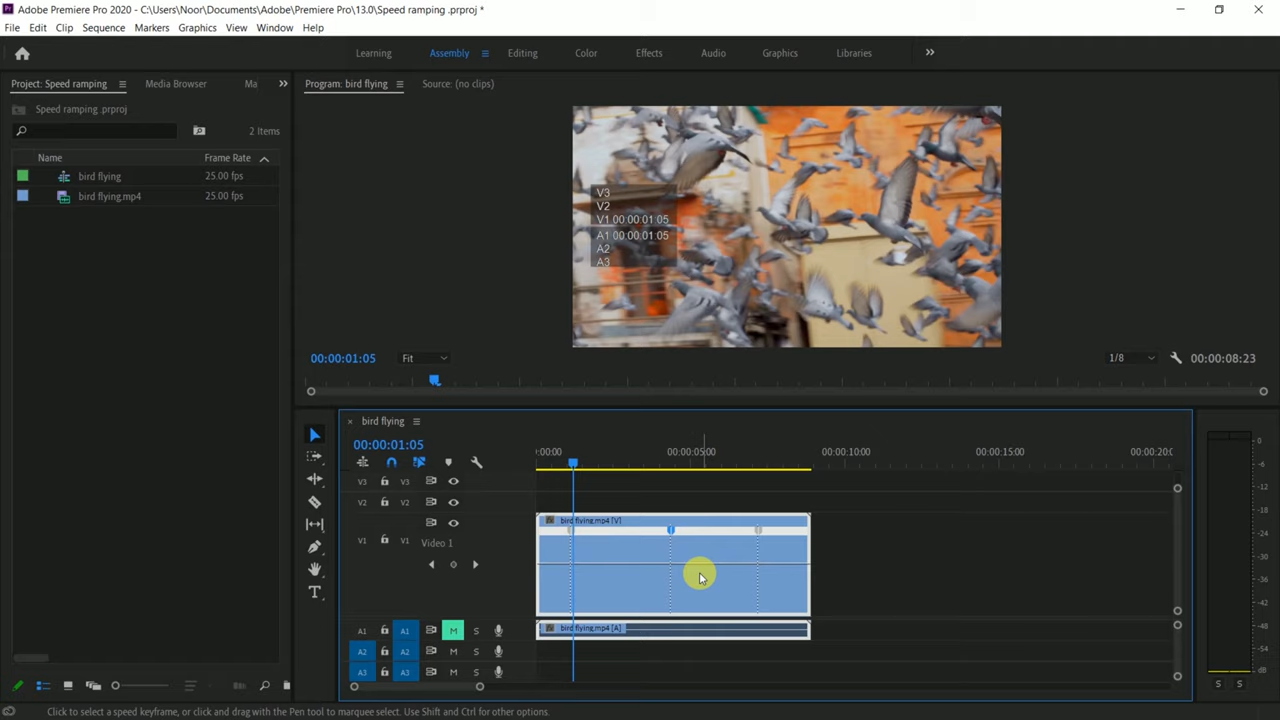 Adobe Premiere Pro 2020 - C:\Users\Noor\Documents\Adobe\Premiere Pro\13.0\Speed ramping .prproj *
File Edit Clip Sequence Markers Graphics View Window Help
Learning Assembly Editing Color Effects Audio Graphics Libraries
Project: Speed ramping Media Browser Ma
Program: bird flying Source: (no clips)
Speed ramping .prproj
2 Items
Name Frame Rate
bird flying 25.00 fps
bird flying.mp4 25.00 fps
V3
V2
V1 00:00:01:05
A1 00:00:01:05
A2
A3
00:00:01:05 Fit 1/8 00:00:08:23
bird flying
00:00:01:05
:00:00 00:00:05:00 00:00:10:00 00:00:15:00 00:00:20:0
V3 V3
V2 V2
V1 V1 Video 1
bird flying.mp4 [V]
A1 A1 M S
bird flying.mp4 [A]
A2 A2 M S
A3 A3 M S
0
-6
-12
-18
-24
-30
-36
-42
-48
-54
dB
S S
Click to select a speed keyframe, or click and drag with the Pen tool to marquee select. Use Shift and Ctrl for other options.